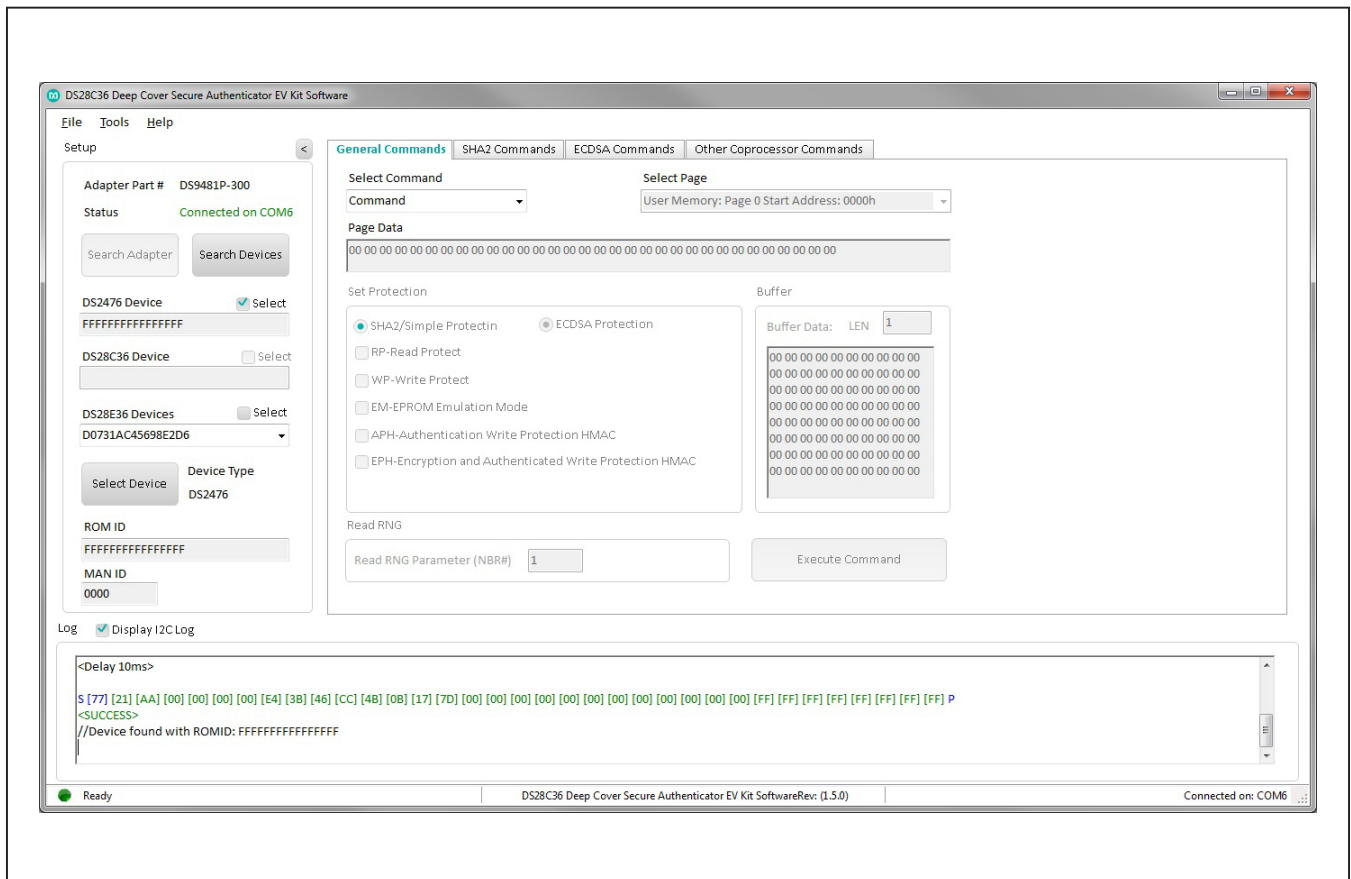 DS28C36 Deep Cover Secure Authenticator EV Kit Software
File Tools Help
Setup
<
Adapter Part # DS9481P-300
Status Connected on COM6
Search Adapter Search Devices
DS2476 Device Select
FFFFFFFFFFFFFFFF
DS28C36 Device Select
DS28E36 Devices Select
D0731AC45698E2D6
Select Device
Device Type
DS2476
ROM ID
FFFFFFFFFFFFFFFF
MAN ID
0000
General Commands SHA2 Commands ECDSA Commands Other Coprocessor Commands
Select Command Select Page
Command User Memory: Page 0 Start Address: 0000h
Page Data
00 00 00 00 00 00 00 00 00 00 00 00 00 00 00 00 00 00 00 00 00 00 00 00 00 00 00 00 00 00 00 00
Set Protection
SHA2/Simple Protectin ECDSA Protection
RP-Read Protect
WP-Write Protect
EM-EPROM Emulation Mode
APH-Authentication Write Protection HMAC
EPH-Encryption and Authenticated Write Protection HMAC
Buffer
Buffer Data: LEN 1
00 00 00 00 00 00 00 00 00 00
00 00 00 00 00 00 00 00 00 00
00 00 00 00 00 00 00 00 00 00
00 00 00 00 00 00 00 00 00 00
00 00 00 00 00 00 00 00 00 00
00 00 00 00 00 00 00 00 00 00
00 00 00 00 00 00 00 00 00 00
00 00 00 00 00 00 00 00 00 00
Read RNG
Read RNG Parameter (NBR#) 1
Execute Command
Log Display I2C Log
<Delay 10ms>
S [77] [21] [AA] [00] [00] [00] [00] [E4] [3B] [46] [CC] [4B] [0B] [17] [7D] [00] [00] [00] [00] [00] [00] [00] [00] [00] [00] [00] [00] [FF] [FF] [FF] [FF] [FF] [FF] [FF] [FF] P
<SUCCESS>
//Device found with ROMID: FFFFFFFFFFFFFFFF
Ready DS28C36 Deep Cover Secure Authenticator EV Kit SoftwareRev: (1.5.0) Connected on: COM6